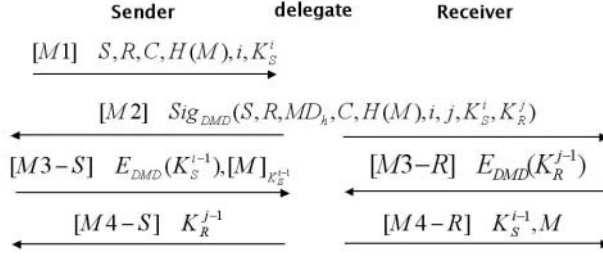 Sender delegate Receiver
[M1] S, R, C, H(M), i, K_S^i
[M2] Sig_DMD(S, R, MD_h, C, H(M), i, j, K_S^i, K_R^j)
[M3-S] E_DMD(K_S^{i-1}), [M]_{K_S^{i-1}} [M3-R] E_DMD(K_R^{j-1})
[M4-S] K_R^{j-1} [M4-R] K_S^{i-1}, M